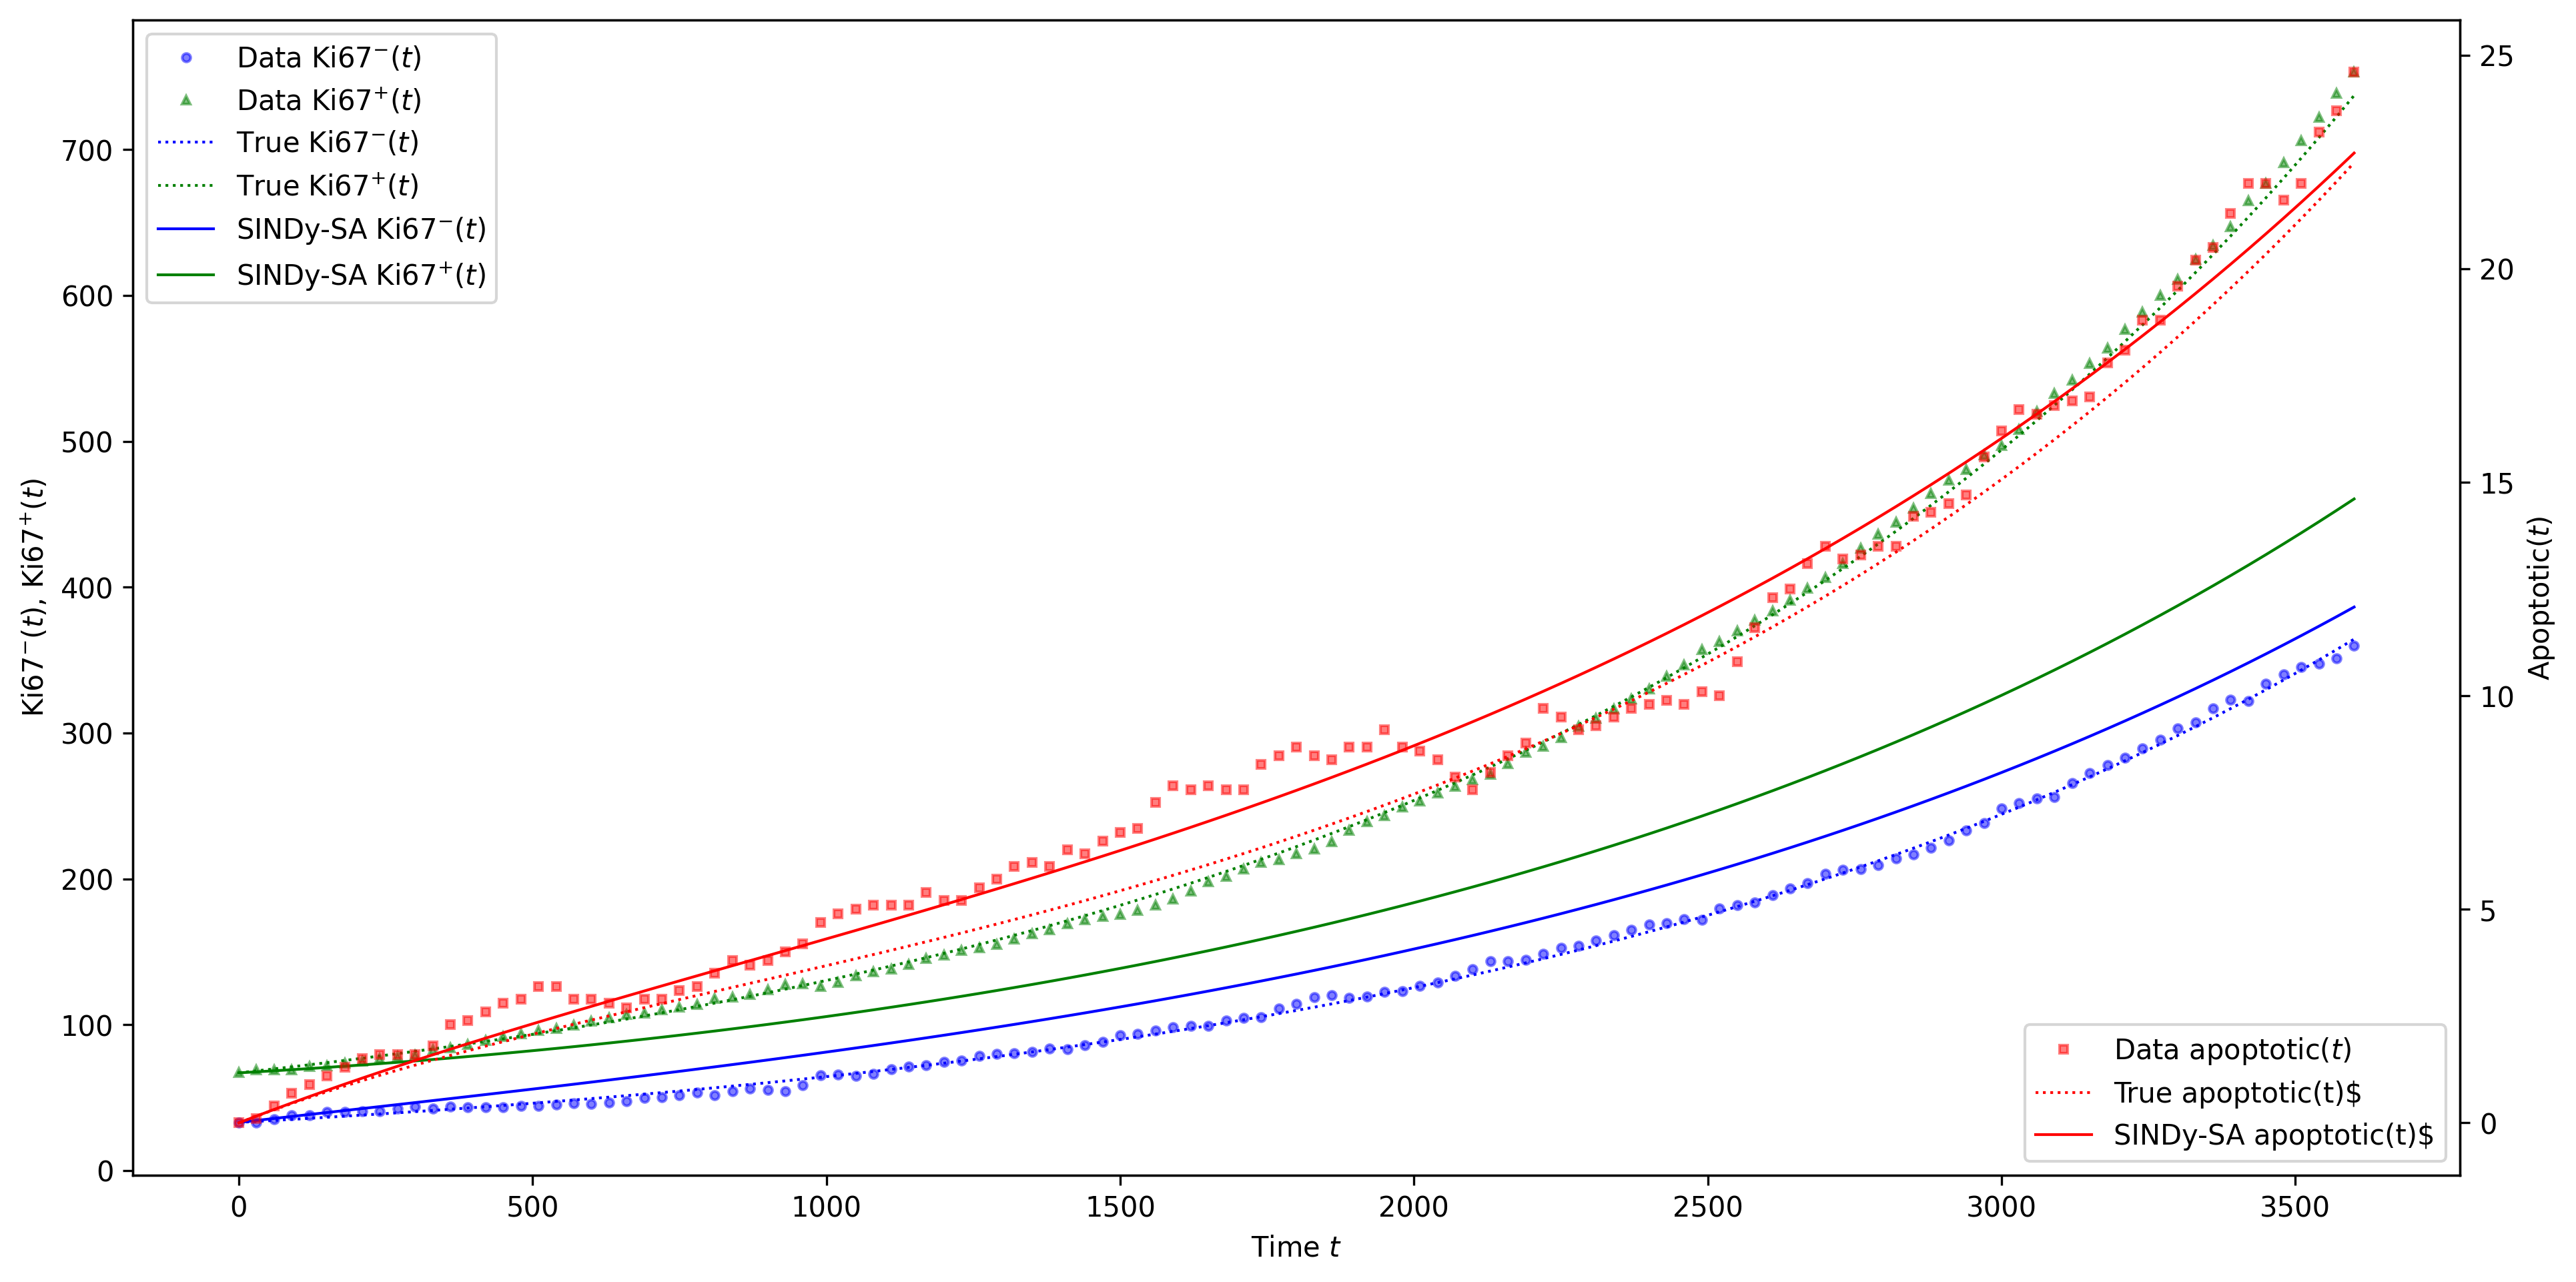 Data Ki67⁻(t)
Data Ki67⁺(t)
True Ki67⁻(t)
True Ki67⁺(t)
SINDy-SA Ki67⁻(t)
SINDy-SA Ki67⁺(t)
700
600
500
400
300
200
100
0
Ki67⁻(t), Ki67⁺(t)
25
20
15
10
5
0
Apoptotic(t)
Data apoptotic(t)
True apoptotic(t)$
SINDy-SA apoptotic(t)$
0 500 1000 1500 2000 2500 3000 3500
Time t